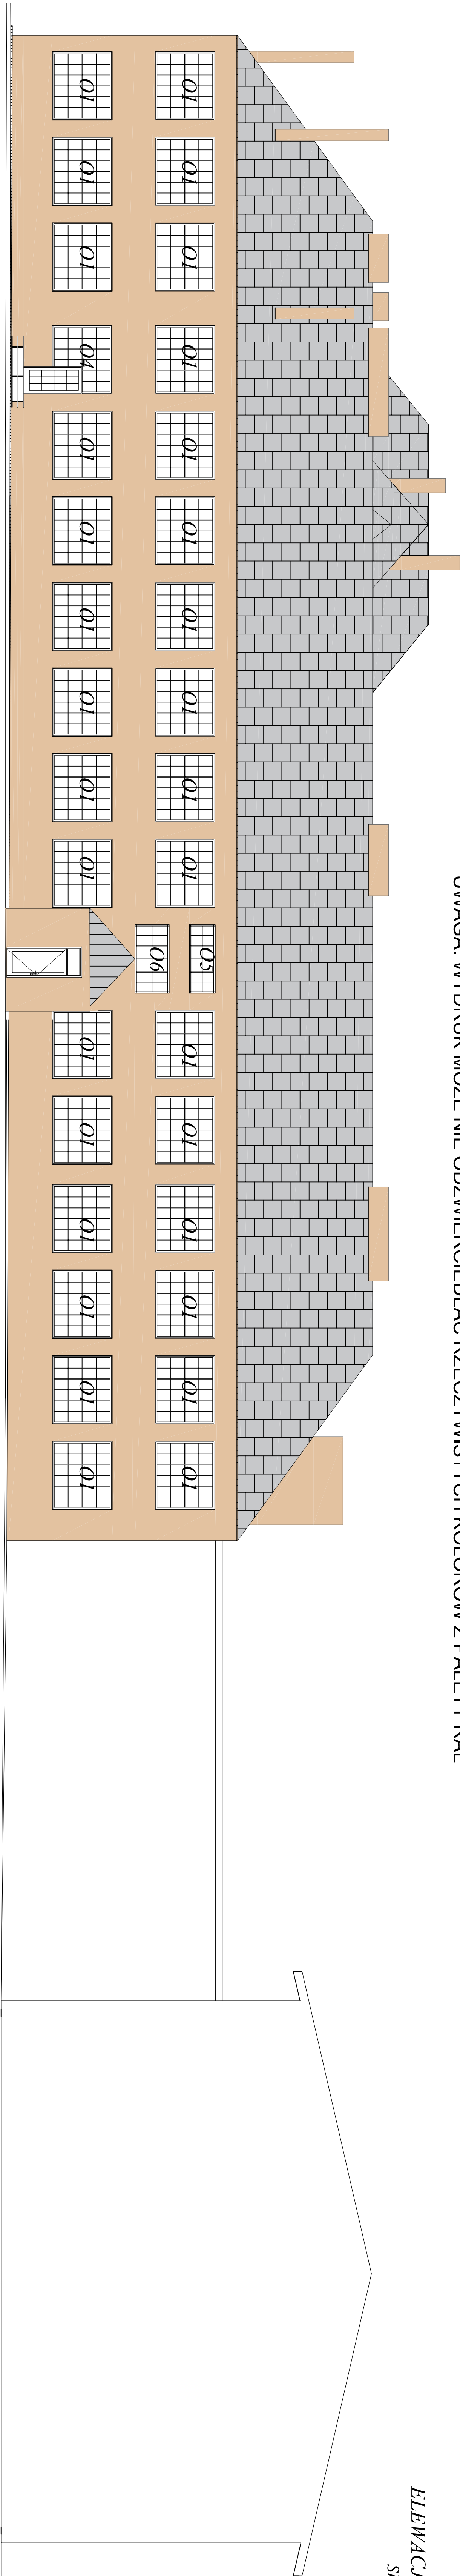 UWAGA: WYDRUK MOŻE NIE ODZWIERCIEDLAĆ RZECZYWISTYCH KOLORÓW Z PALETY RAL
ELEWACJ
O1 O1 O1 O1 O1 O1 O1 O1 O1 O1 O5 O1 O1 O1 O1 O1 O1
O6
O1 O1 O1 O4 O1 O1 O1 O1 O1 O1 O1 O1 O1 O1 O1 O1